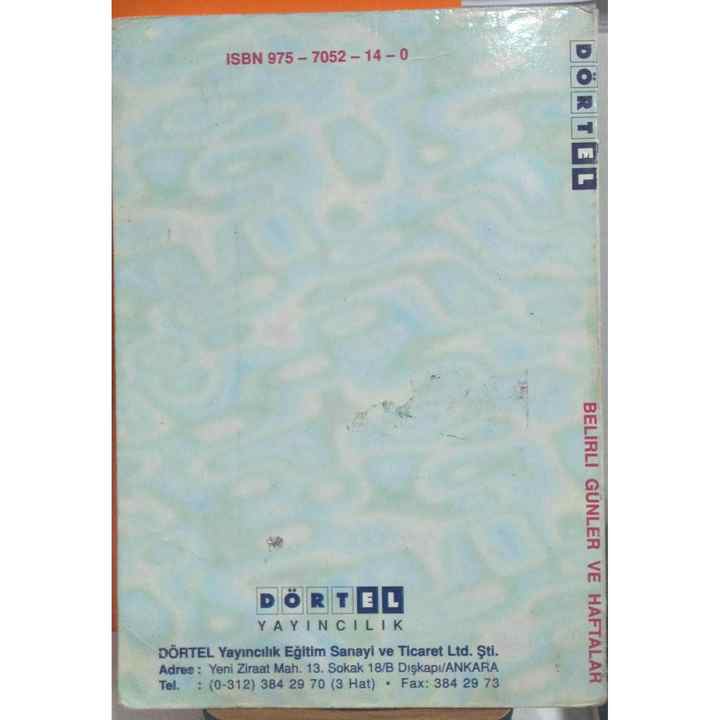 ISBN 975 – 7052 – 14 – 0
DÖRTEL
BELİRLİ GÜNLER VE HAFTALAR
DÖRTEL
YAYINCILIK
DÖRTEL Yayıncılık Eğitim Sanayi ve Ticaret Ltd. Şti.
Adres : Yeni Ziraat Mah. 13. Sokak 18/B Dışkapı/ANKARA
Tel. : (0-312) 384 29 70 (3 Hat) • Fax: 384 29 73